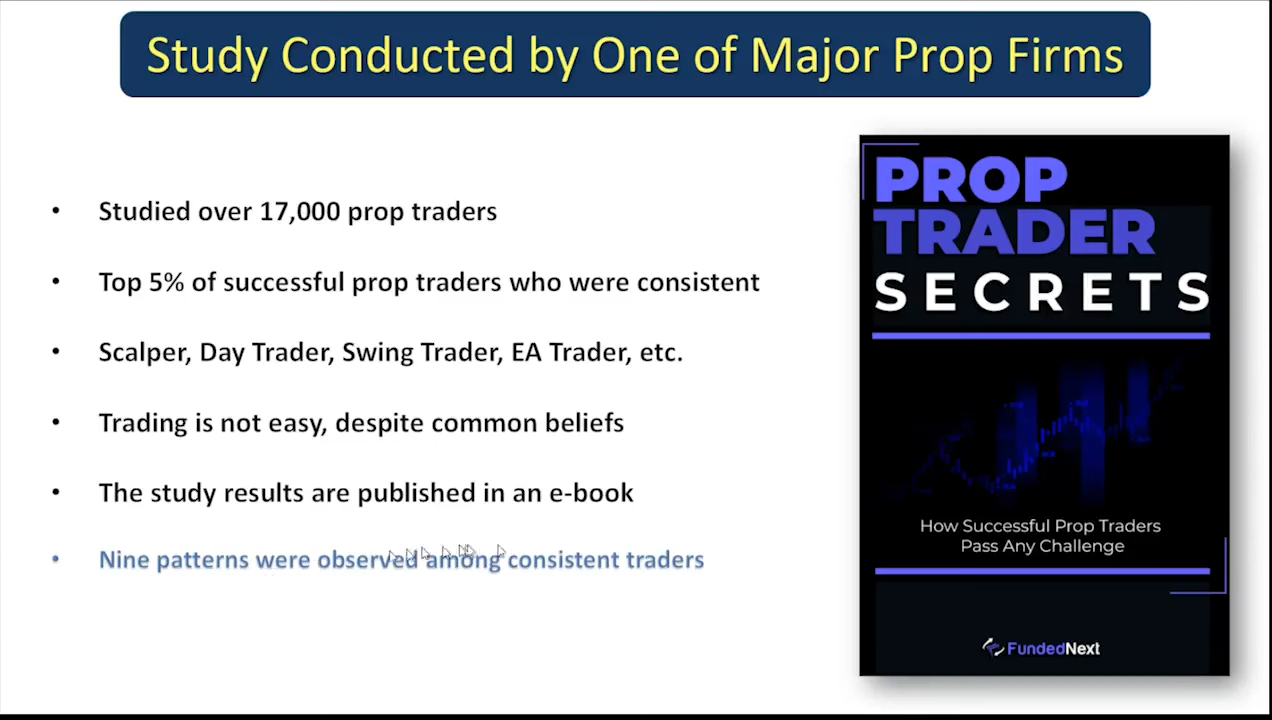 Study Conducted by One of Major Prop Firms
• Studied over 17,000 prop traders
• Top 5% of successful prop traders who were consistent
• Scalper, Day Trader, Swing Trader, EA Trader, etc.
• Trading is not easy, despite common beliefs
• The study results are published in an e-book
• Nine patterns were observed among consistent traders
PROP
TRADER
SECRETS
How Successful Prop Traders
Pass Any Challenge
FundedNext